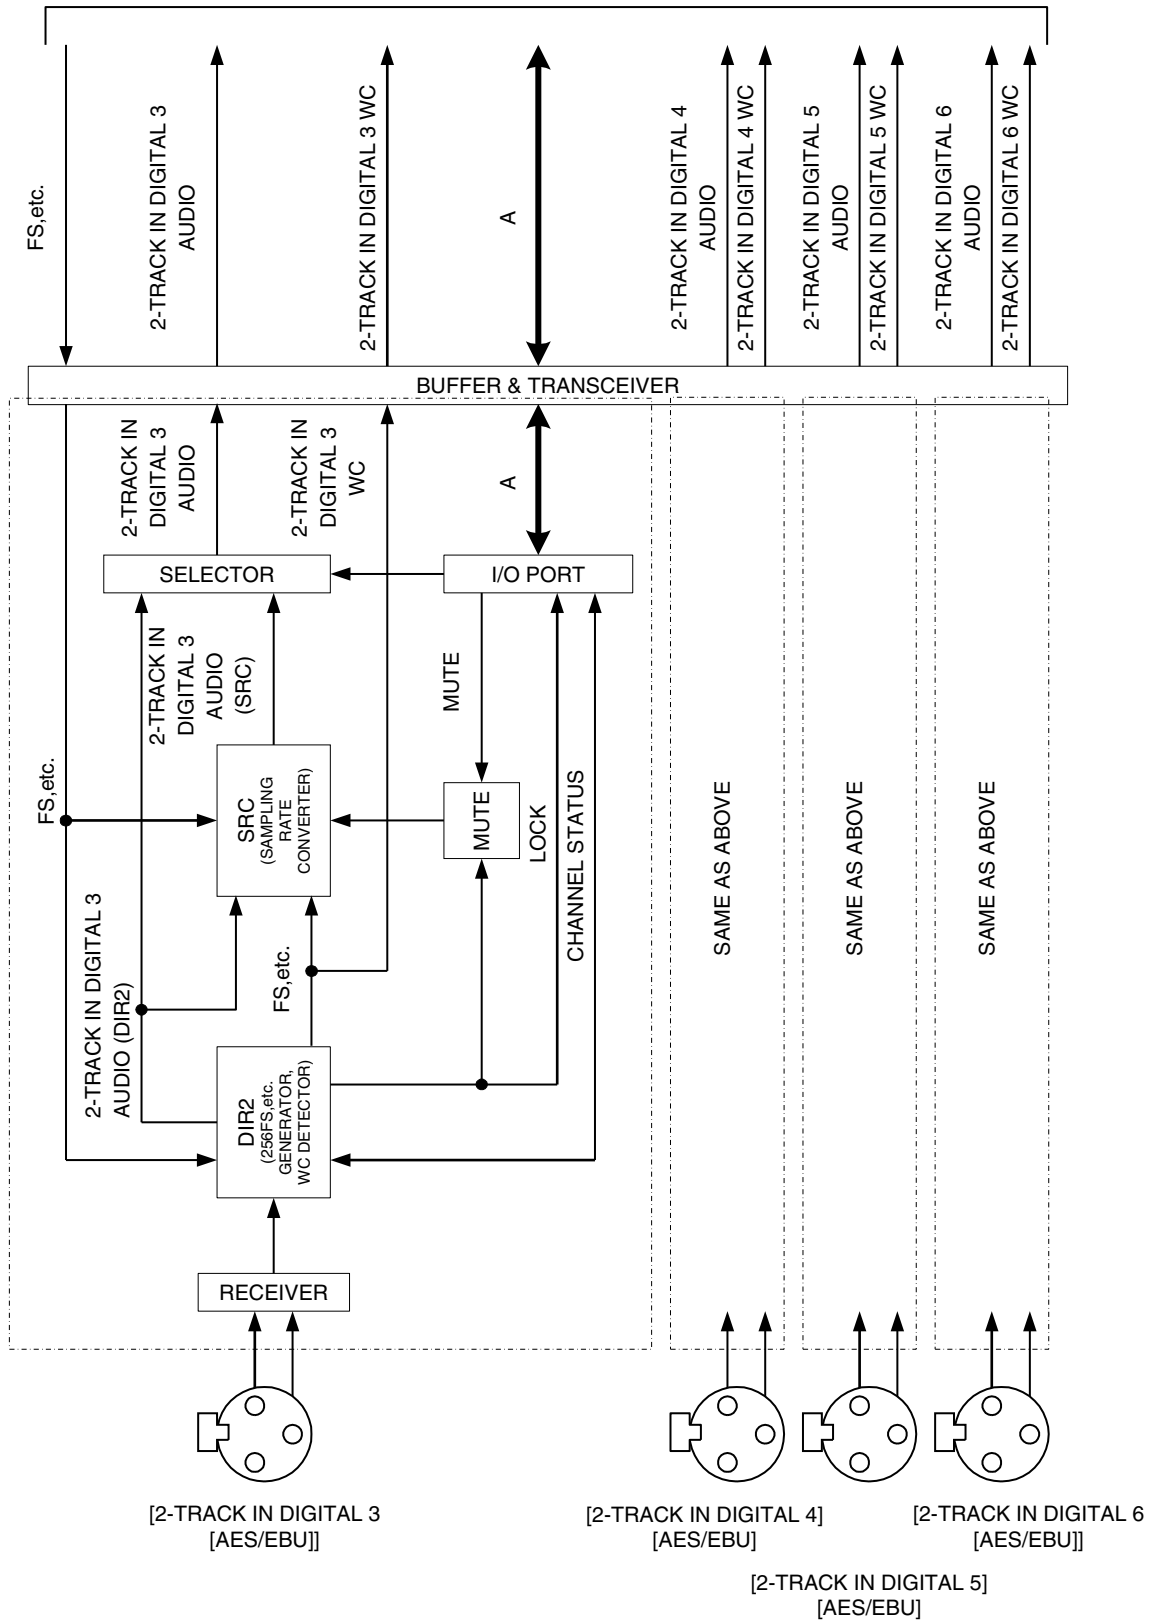 FS,etc.
2-TRACK IN DIGITAL 3
AUDIO
2-TRACK IN DIGITAL 3 WC
A
2-TRACK IN DIGITAL 4
AUDIO
2-TRACK IN DIGITAL 4 WC
2-TRACK IN DIGITAL 5
AUDIO
2-TRACK IN DIGITAL 5 WC
2-TRACK IN DIGITAL 6
AUDIO
2-TRACK IN DIGITAL 6 WC
BUFFER & TRANSCEIVER
2-TRACK IN
DIGITAL 3
AUDIO
2-TRACK IN
DIGITAL 3
WC
A
SELECTOR
I/O PORT
2-TRACK IN
DIGITAL 3
AUDIO
(SRC)
MUTE
FS,etc.
SRC
(SAMPLING
RATE
CONVERTER)
MUTE
LOCK
CHANNEL STATUS
SAME AS ABOVE
SAME AS ABOVE
SAME AS ABOVE
2-TRACK IN DIGITAL 3
AUDIO (DIR2)
FS,etc.
DIR2
(256FS,etc.
GENERATOR,
WC DETECTOR)
RECEIVER
[2-TRACK IN DIGITAL 3
[AES/EBU]]
[2-TRACK IN DIGITAL 4]
[AES/EBU]
[2-TRACK IN DIGITAL 6
[AES/EBU]]
[2-TRACK IN DIGITAL 5]
[AES/EBU]